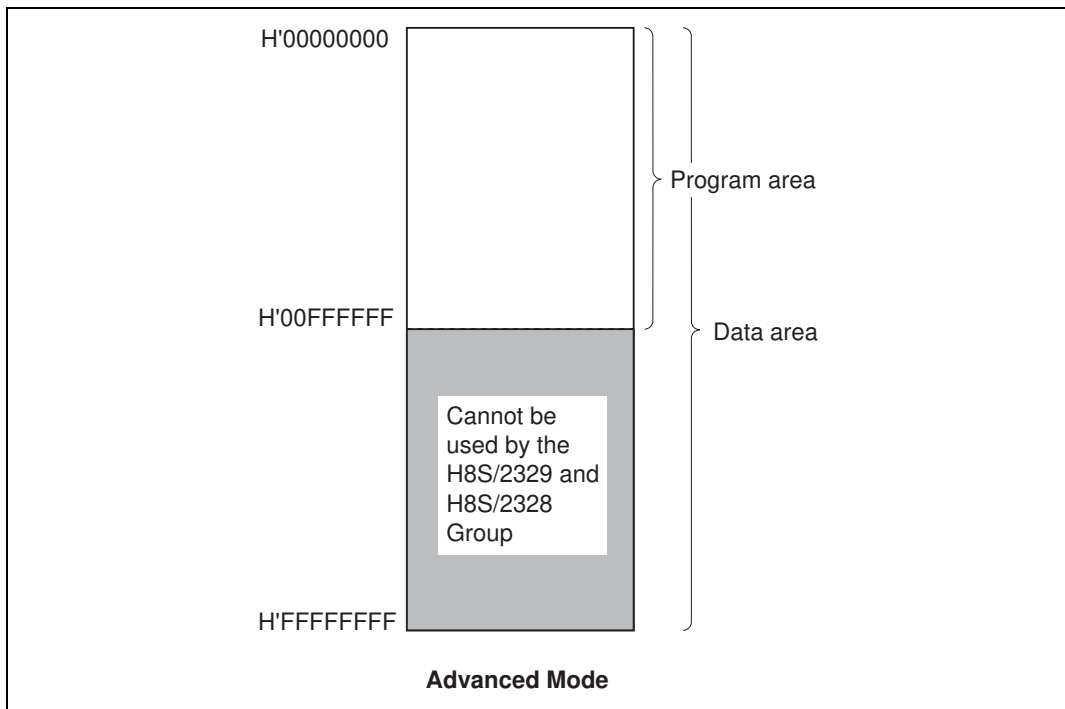 H'00000000
Program area
H'00FFFFFF
Data area
Cannot be
used by the
H8S/2329 and
H8S/2328
Group
H'FFFFFFFF
Advanced Mode